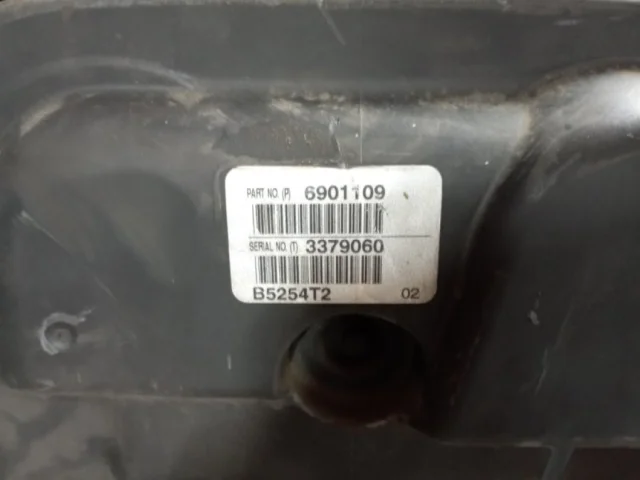 PART NO. (P) 6901109
SERIAL NO. (T) 3379060
B5254T2 02